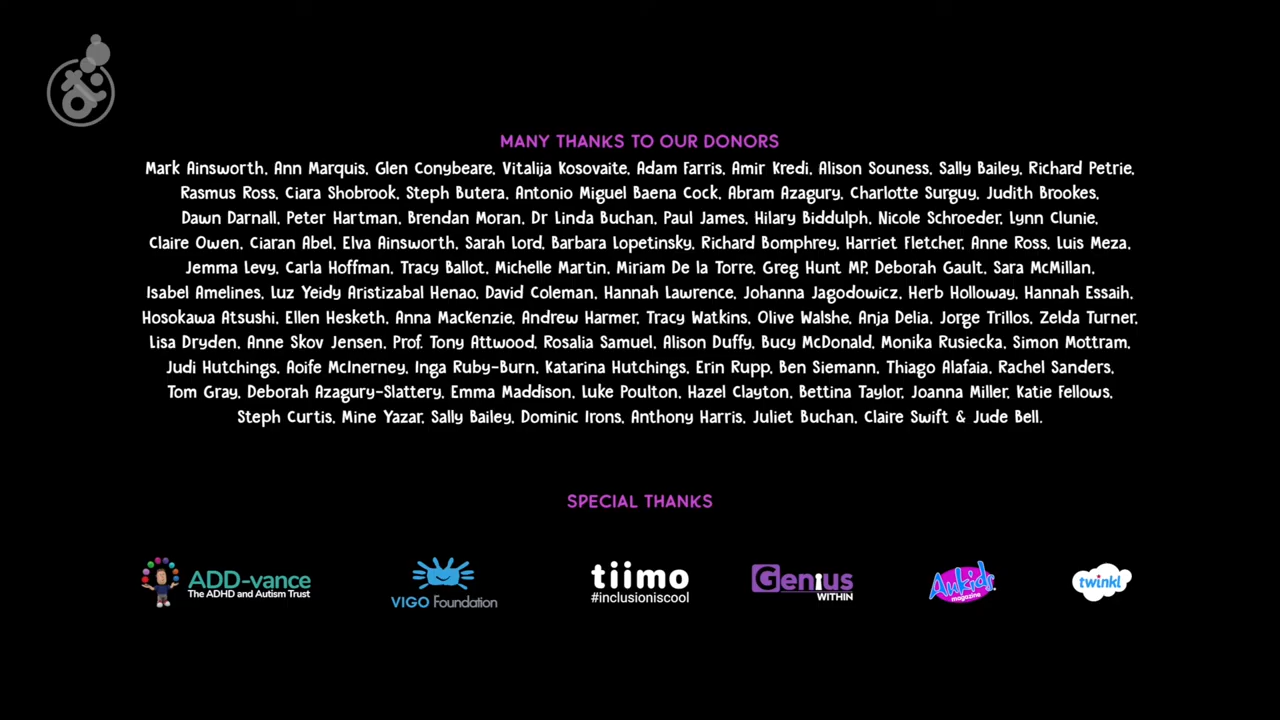 MANY THANKS TO OUR DONORS
Mark Ainsworth, Ann Marquis, Glen Conybeare, Vitalija Kosovaite, Adam Farris, Amir Kredi, Alison Souness, Sally Bailey, Richard Petrie,
Rasmus Ross, Ciara Shobrook, Steph Butera, Antonio Miguel Baena Cock, Abram Azagury, Charlotte Surguy, Judith Brookes,
Dawn Darnall, Peter Hartman, Brendan Moran, Dr Linda Buchan, Paul James, Hilary Biddulph, Nicole Schroeder, Lynn Clunie,
Claire Owen, Ciaran Abel, Elva Ainsworth, Sarah Lord, Barbara Lopetinsky, Richard Bomphrey, Harriet Fletcher, Anne Ross, Luis Meza,
Jemma Levy, Carla Hoffman, Tracy Ballot, Michelle Martin, Miriam De la Torre, Greg Hunt MP, Deborah Gault, Sara McMillan,
Isabel Amelines, Luz Yeidy Aristizabal Henao, David Coleman, Hannah Lawrence, Johanna Jagodowicz, Herb Holloway, Hannah Essaih,
Hosokawa Atsushi, Ellen Hesketh, Anna MacKenzie, Andrew Harmer, Tracy Watkins, Olive Walshe, Anja Delia, Jorge Trillos, Zelda Turner,
Lisa Dryden, Anne Skov Jensen, Prof. Tony Attwood, Rosalia Samuel, Alison Duffy, Bucy McDonald, Monika Rusiecka, Simon Mottram,
Judi Hutchings, Aoife McInerney, Inga Ruby-Burn, Katarina Hutchings, Erin Rupp, Ben Siemann, Thiago Alafaia, Rachel Sanders,
Tom Gray, Deborah Azagury-Slattery, Emma Maddison, Luke Poulton, Hazel Clayton, Bettina Taylor, Joanna Miller, Katie Fellows,
Steph Curtis, Mine Yazar, Sally Bailey, Dominic Irons, Anthony Harris, Juliet Buchan, Claire Swift & Jude Bell.
SPECIAL THANKS
ADD-vance
The ADHD and Autism Trust
VIGO Foundation
tiimo
#inclusioniscool
Genius
WITHIN
AuKids
magazine
twinkl